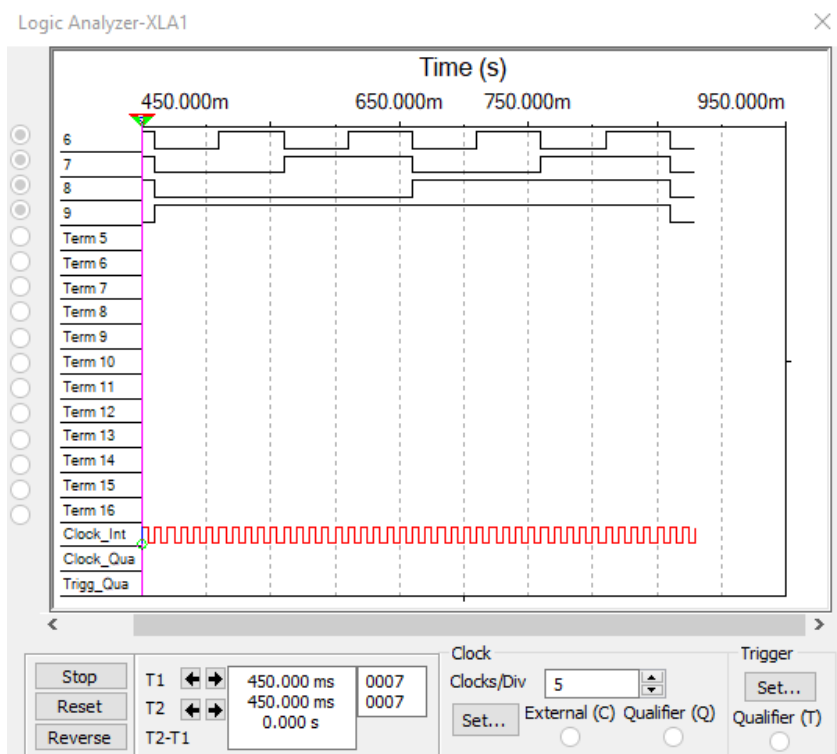 Logic Analyzer-XLA1
Time (s)
450.000m 650.000m 750.000m 950.000m
6
7
8
9
Term 5
Term 6
Term 7
Term 8
Term 9
Term 10
Term 11
Term 12
Term 13
Term 14
Term 15
Term 16
Clock_Int
Clock_Qua
Trigg_Qua
Stop
Reset
Reverse
T1
T2
T2-T1
450.000 ms 0007
450.000 ms 0007
0.000 s
Clock
Clocks/Div 5
Set... External (C) Qualifier (Q)
Trigger
Set...
Qualifier (T)